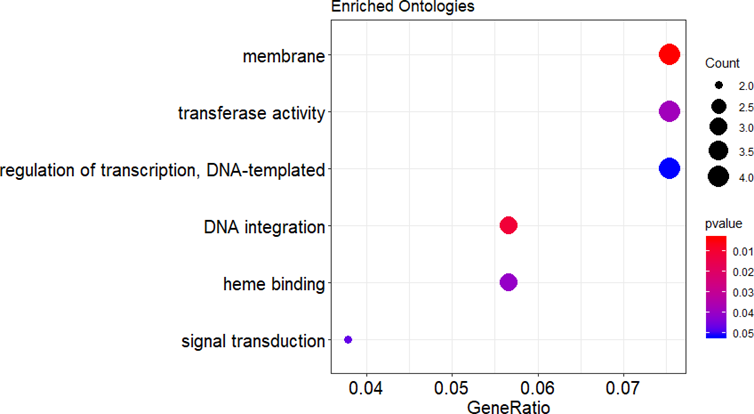 Enriched Ontologies
membrane
transferase activity
regulation of transcription, DNA-templated
DNA integration
heme binding
signal transduction
0.04 0.05 0.06 0.07
GeneRatio
Count
2.0
2.5
3.0
3.5
4.0
pvalue
0.01
0.02
0.03
0.04
0.05